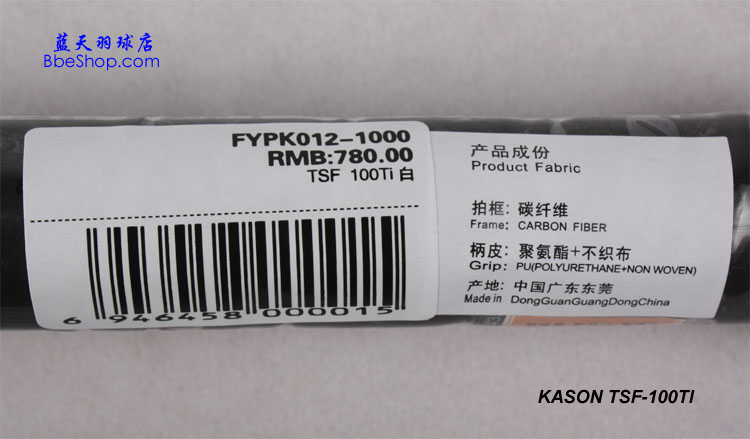 蓝天羽球店
BbeShop.com
FYPK012-1000
RMB:780.00
TSF 100Ti 白
6 946458 000015
产品成份
Product Fabric
拍框: 碳纤维
Frame: CARBON FIBER
柄皮: 聚氨酯+不织布
Grip: PU(POLYURETHANE+NON WOVEN)
产地: 中国广东东莞
Made in DongGuanGuangDongChina
KASON TSF-100TI